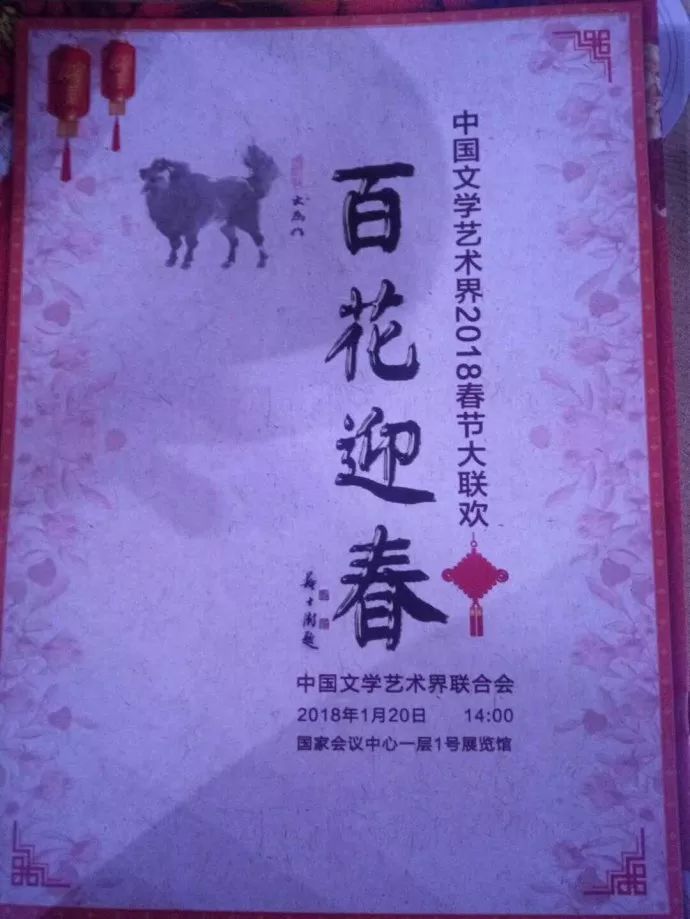 中国文学艺术界2018春节大联欢
百花迎春
中国文学艺术界联合会
2018年1月20日 14:00
国家会议中心一层1号展览馆